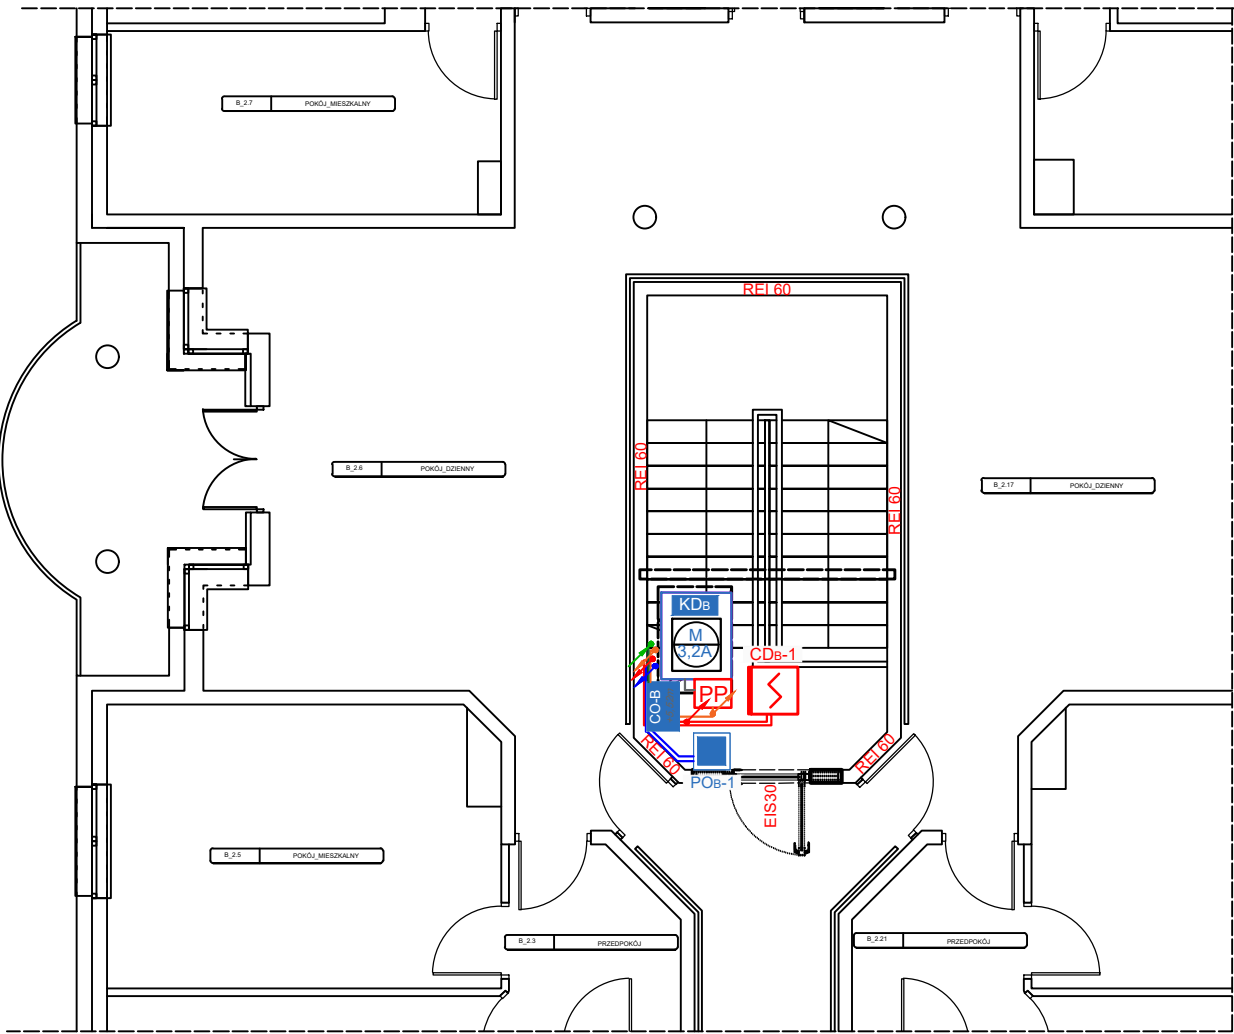 B_2.7 POKÓJ_MIESZKALNY
REI 60
B_2.6 POKÓJ_DZIENNY
REI 60
REI 60
B_2.17 POKÓJ_DZIENNY
KDB
M
3,2A
CDB-1
CO-B
PP
REI 60
REI 60
POB-1
EIS30
B_2.5 POKÓJ_MIESZKALNY
B_2.3 PRZEDPOKÓJ
B_2.21 PRZEDPOKÓJ